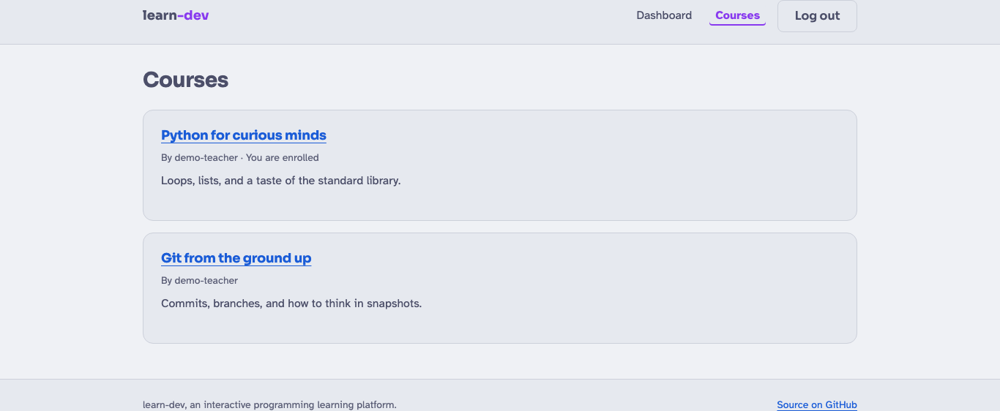 learn-dev
Dashboard
Courses
Log out
Courses
Python for curious minds
By demo-teacher · You are enrolled
Loops, lists, and a taste of the standard library.
Git from the ground up
By demo-teacher
Commits, branches, and how to think in snapshots.
learn-dev, an interactive programming learning platform.
Source on GitHub